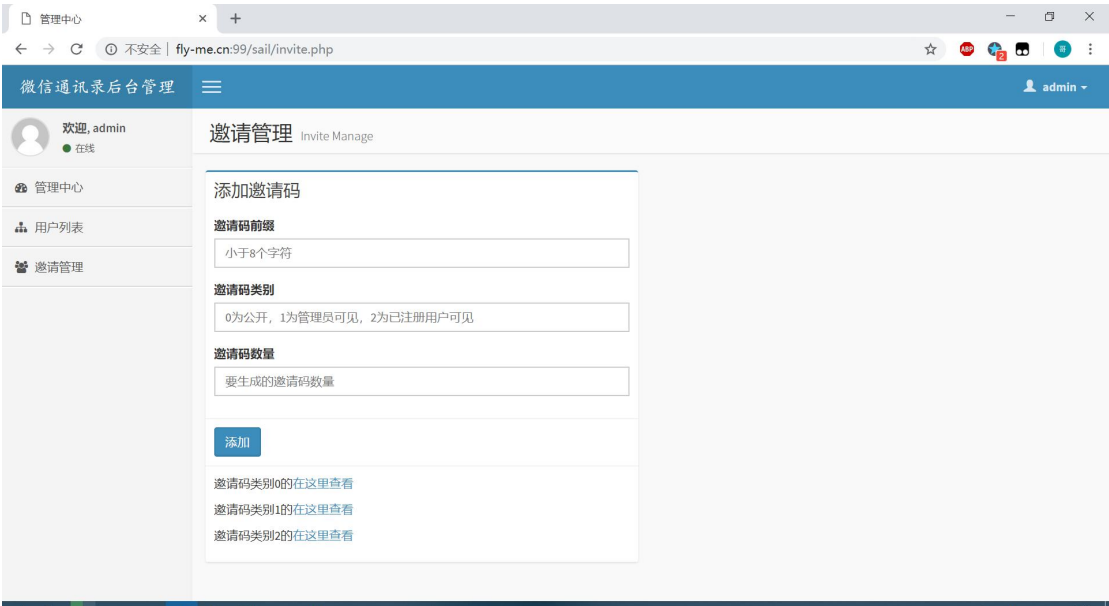 管理中心
不安全 | fly-me.cn:99/sail/invite.php
ABP
2
哥
微信通讯录后台管理
admin
欢迎, admin
在线
邀请管理 Invite Manage
管理中心
用户列表
邀请管理
添加邀请码
邀请码前缀
小于8个字符
邀请码类别
0为公开，1为管理员可见，2为已注册用户可见
邀请码数量
要生成的邀请码数量
添加
邀请码类别0的在这里查看
邀请码类别1的在这里查看
邀请码类别2的在这里查看